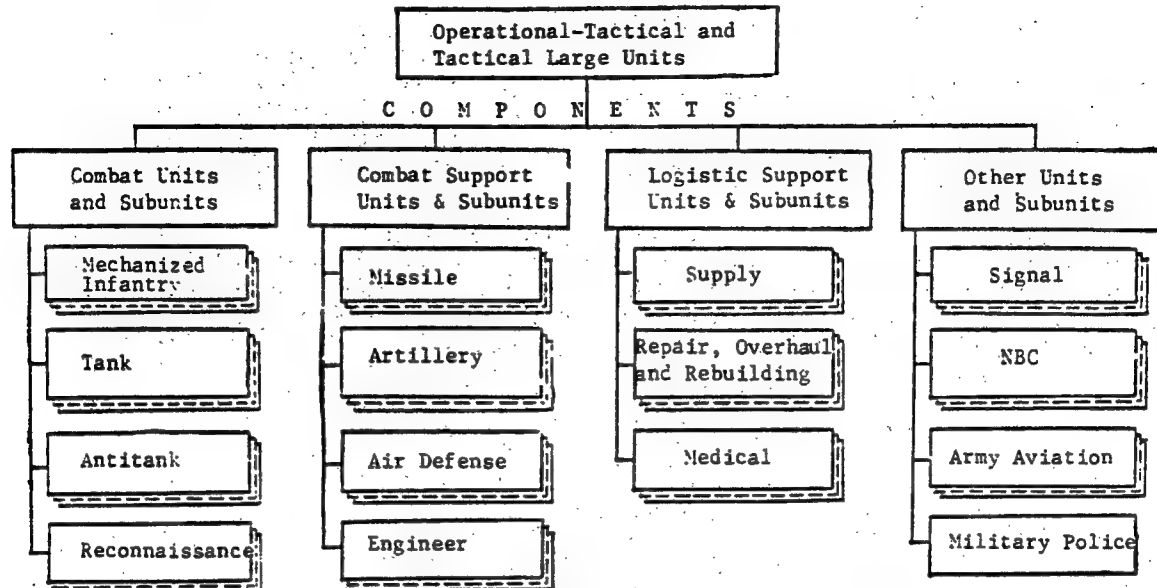 Operational-Tactical and
Tactical Large Units
COMPONENTS
Combat Units
and Subunits
Mechanized
Infantry
Tank
Antitank
Reconnaissance
Combat Support
Units & Subunits
Missile
Artillery
Air Defense
Engineer
Logistic Support
Units & Subunits
Supply
Repair, Overhaul
and Rebuilding
Medical
Other Units
and Subunits
Signal
NBC
Army Aviation
Military Police